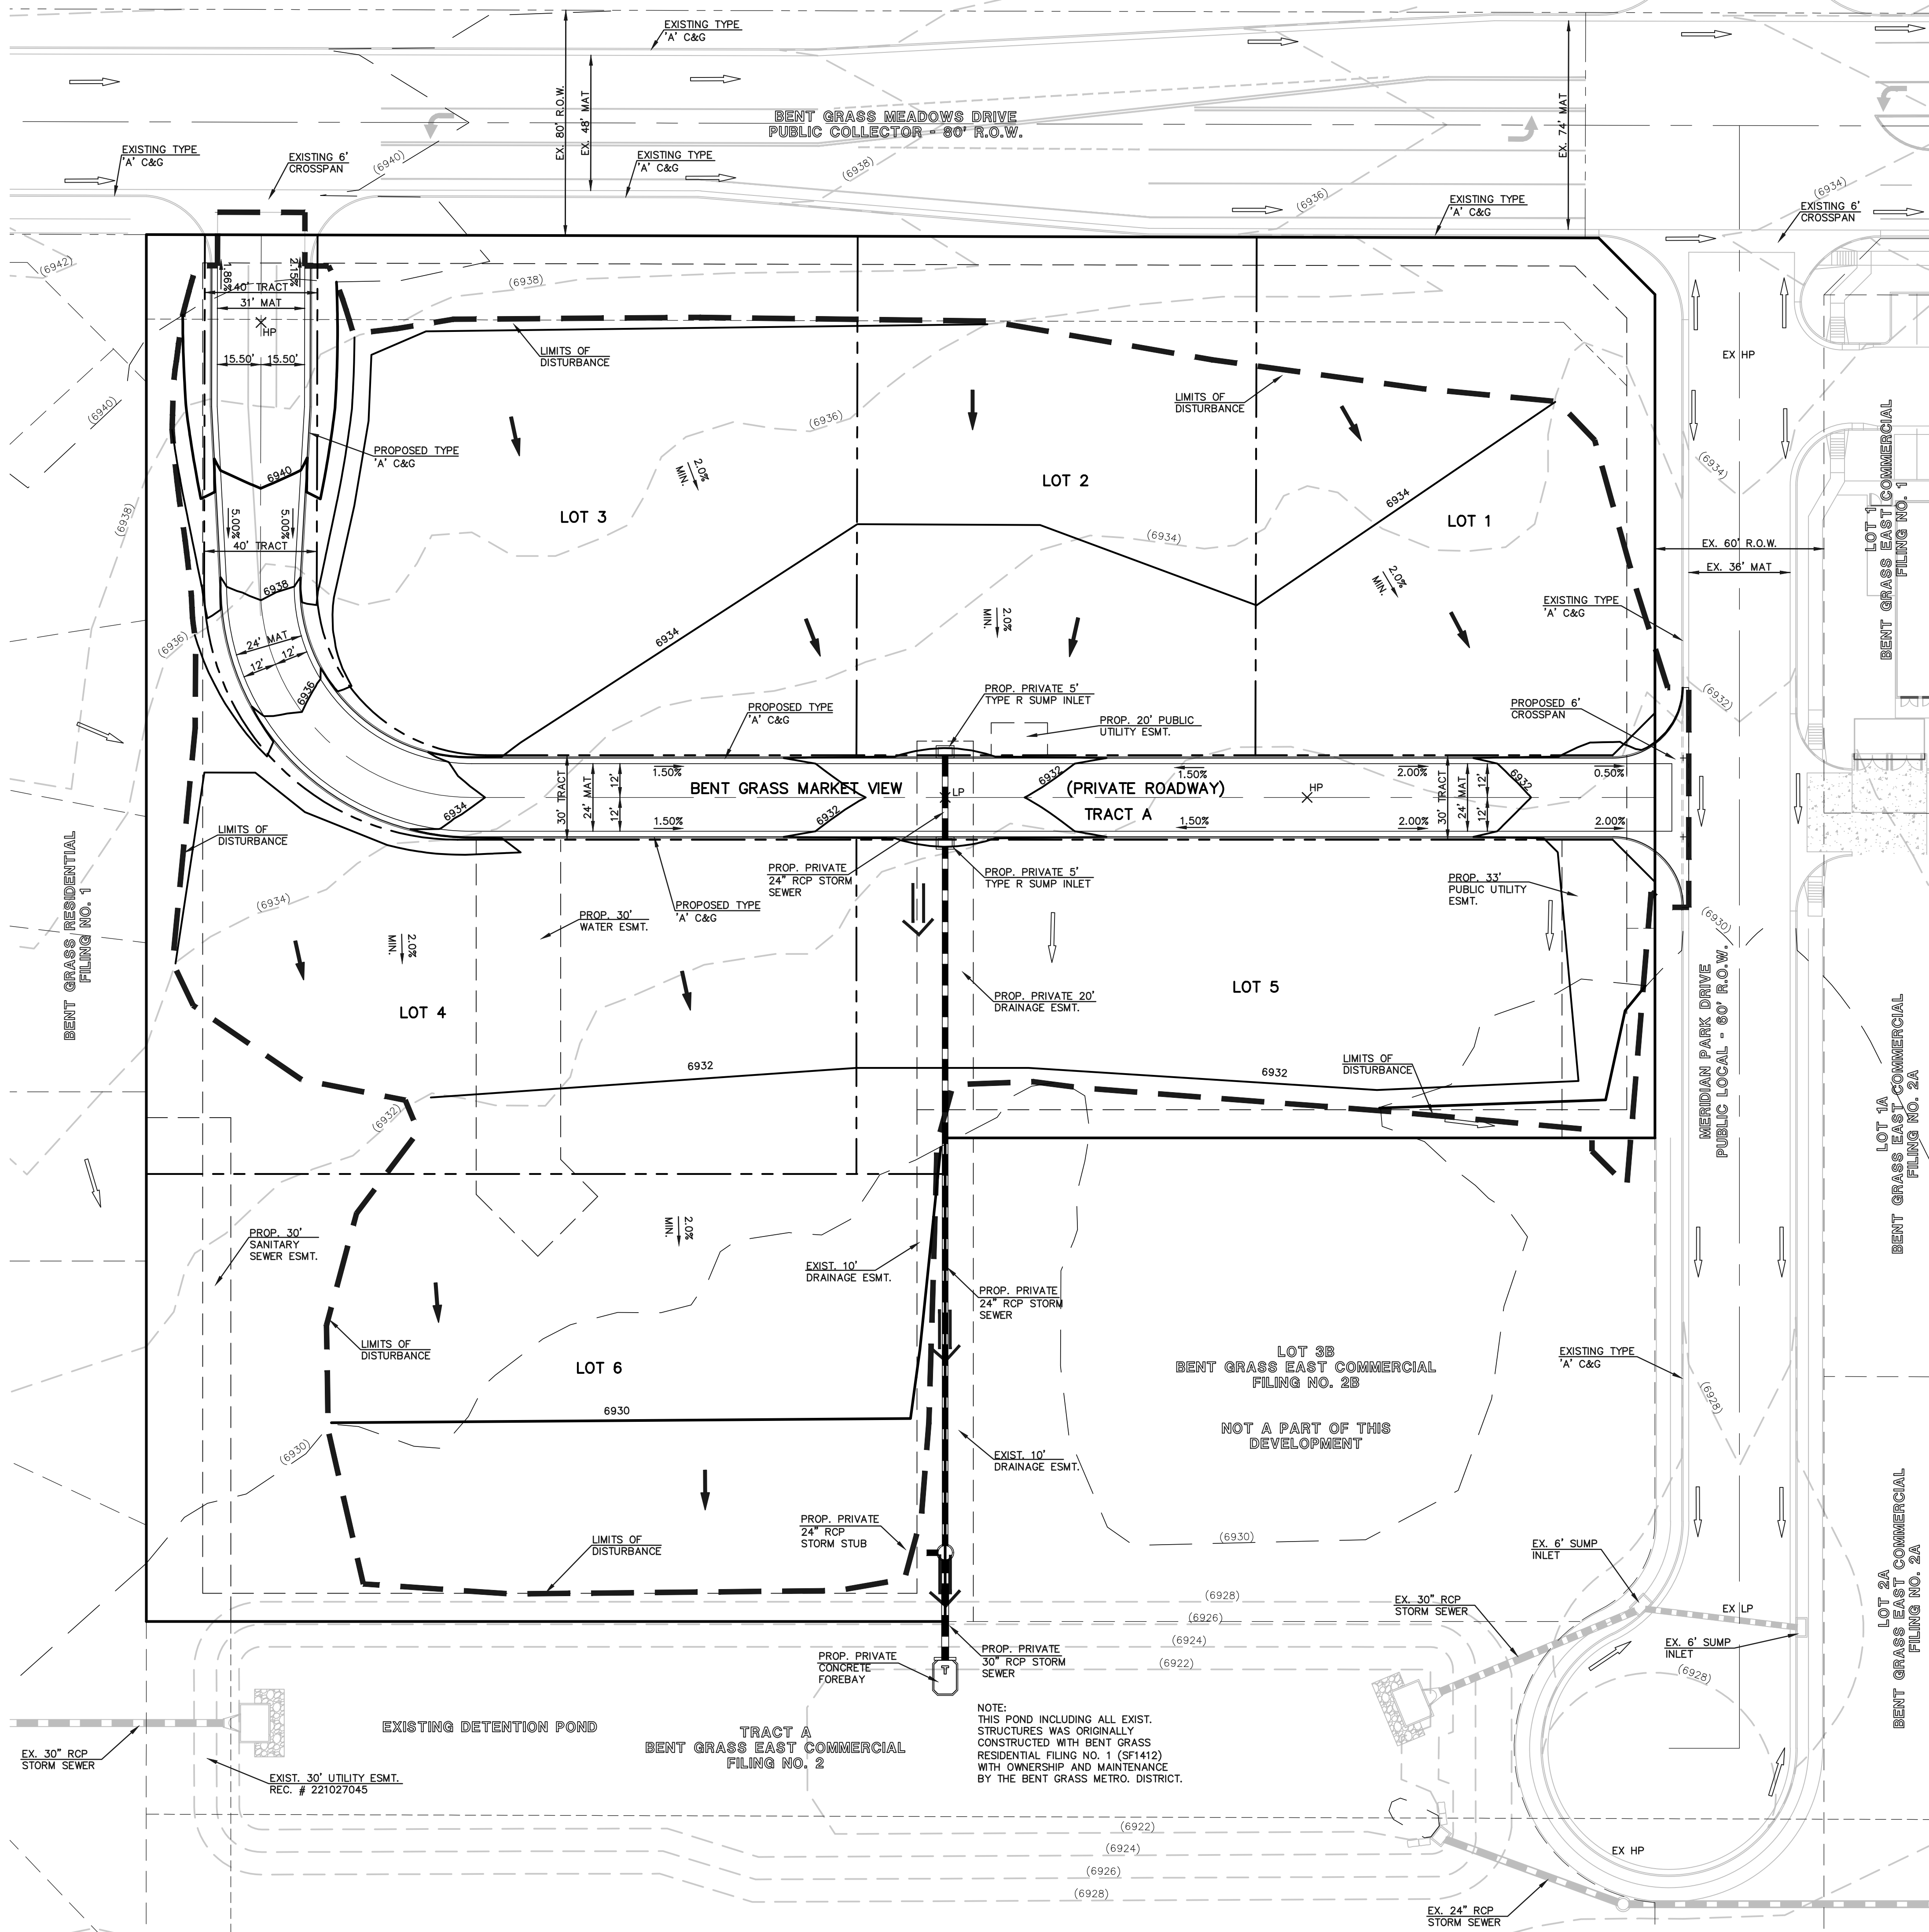 EXISTING TYPE
'A' C&G
EX. 80' R.O.W.
EX. 48' MAT
EX. 74' MAT
BENT GRASS MEADOWS DRIVE
PUBLIC COLLECTOR - 80' R.O.W.
EXISTING TYPE
'A' C&G
EXISTING 6'
CROSSPAN
(6940)
EXISTING TYPE
'A' C&G
(6938)
(6936)
EXISTING TYPE
'A' C&G
(6934)
EXISTING 6'
CROSSPAN
(6942)
1.86%
2.15%
40' TRACT
31' MAT
HP
15.50'
15.50'
(6938)
LIMITS OF
DISTURBANCE
LIMITS OF
DISTURBANCE
EX HP
(6940)
PROPOSED TYPE
'A' C&G
(6936)
2.0%
MIN.
6940
LOT 3
LOT 2
6934
LOT 1
(6934)
LOT 1
BENT GRASS EAST COMMERCIAL
FILING NO. 1
(6938)
5.00%
5.00%
40' TRACT
(6934)
EX. 60' R.O.W.
EX. 36' MAT
6938
2.0%
MIN.
2.0%
MIN.
EXISTING TYPE
'A' C&G
(6936)
24' MAT
12'
12'
6934
6936
PROP. PRIVATE 5'
TYPE R SUMP INLET
PROPOSED TYPE
'A' C&G
PROP. 20' PUBLIC
UTILITY ESMT.
PROPOSED 6'
CROSSPAN
(6932)
30' TRACT
24' MAT
12'
12'
1.50%
1.50%
BENT GRASS MARKET VIEW
(PRIVATE ROADWAY)
TRACT A
LP
6932
6932
1.50%
1.50%
HP
2.00%
2.00%
30' TRACT
24' MAT
12'
12'
6932
0.50%
2.00%
6934
LIMITS OF
DISTURBANCE
BENT GRASS RESIDENTIAL
FILING NO. 1
PROP. PRIVATE
24" RCP STORM
SEWER
PROP. PRIVATE 5'
TYPE R SUMP INLET
PROP. 33'
PUBLIC UTILITY
ESMT.
(6934)
PROP. 30'
WATER ESMT.
PROPOSED TYPE
'A' C&G
(6930)
2.0%
MIN.
LOT 4
PROP. PRIVATE 20'
DRAINAGE ESMT.
LOT 5
MERIDIAN PARK DRIVE
PUBLIC LOCAL - 60' R.O.W.
LOT 1A
BENT GRASS EAST COMMERCIAL
FILING NO. 2A
6932
6932
LIMITS OF
DISTURBANCE
(6932)
PROP. 30'
SANITARY
SEWER ESMT.
2.0%
MIN.
EXIST. 10'
DRAINAGE ESMT.
PROP. PRIVATE
24" RCP STORM
SEWER
LIMITS OF
DISTURBANCE
LOT 6
LOT 3B
BENT GRASS EAST COMMERCIAL
FILING NO. 2B
NOT A PART OF THIS
DEVELOPMENT
EXISTING TYPE
'A' C&G
(6928)
6930
(6930)
EXIST. 10'
DRAINAGE ESMT.
PROP. PRIVATE
24" RCP
STORM STUB
LIMITS OF
DISTURBANCE
(6930)
EX. 6' SUMP
INLET
LOT 2A
BENT GRASS EAST COMMERCIAL
FILING NO. 2A
(6928)
(6926)
(6924)
(6922)
EX. 30" RCP
STORM SEWER
EX LP
EX. 6' SUMP
INLET
(6928)
PROP. PRIVATE
CONCRETE
FOREBAY
T
PROP. PRIVATE
30" RCP STORM
SEWER
NOTE:
THIS POND INCLUDING ALL EXIST.
STRUCTURES WAS ORIGINALLY
CONSTRUCTED WITH BENT GRASS
RESIDENTIAL FILING NO. 1 (SF1412)
WITH OWNERSHIP AND MAINTENANCE
BY THE BENT GRASS METRO. DISTRICT.
EXISTING DETENTION POND
TRACT A
BENT GRASS EAST COMMERCIAL
FILING NO. 2
EX. 30" RCP
STORM SEWER
EXIST. 30' UTILITY ESMT.
REC. # 221027045
(6922)
(6924)
(6926)
(6928)
EX HP
EX. 24" RCP
STORM SEWER